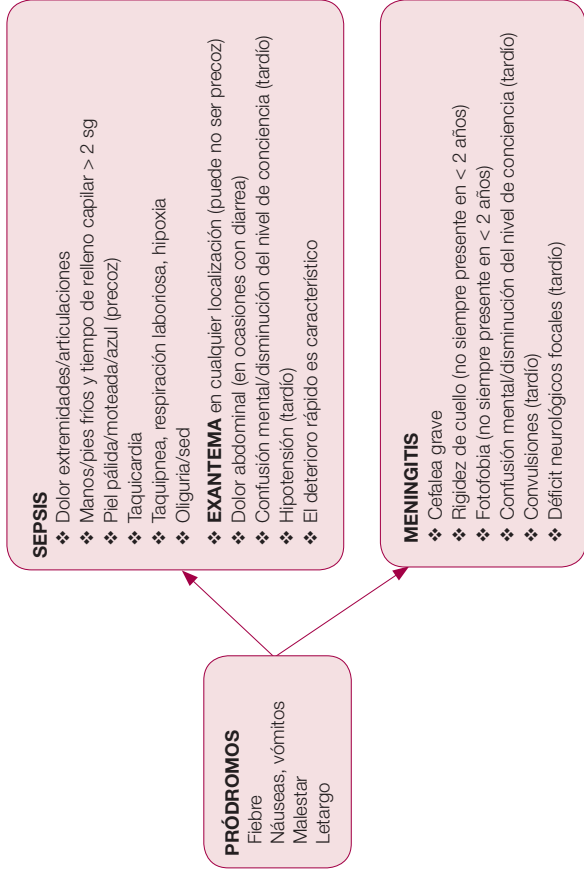 PRÓDROMOS
Fiebre
Náuseas, vómitos
Malestar
Letargo
SEPSIS
❖ Dolor extremidades/articulaciones
❖ Manos/pies fríos y tiempo de relleno capilar > 2 sg
❖ Piel pálida/moteada/azul (precoz)
❖ Taquicardia
❖ Taquipnea, respiración laboriosa, hipoxia
❖ Oliguria/sed
❖ EXANTEMA en cualquier localización (puede no ser precoz)
❖ Dolor abdominal (en ocasiones con diarrea)
❖ Confusión mental/disminución del nivel de conciencia (tardío)
❖ Hipotensión (tardío)
❖ El deterioro rápido es característico
MENINGITIS
❖ Cefalea grave
❖ Rigidez de cuello (no siempre presente en < 2 años)
❖ Fotofobia (no siempre presente en < 2 años)
❖ Confusión mental/disminución del nivel de conciencia (tardío)
❖ Convulsiones (tardío)
❖ Déficit neurológicos focales (tardío)